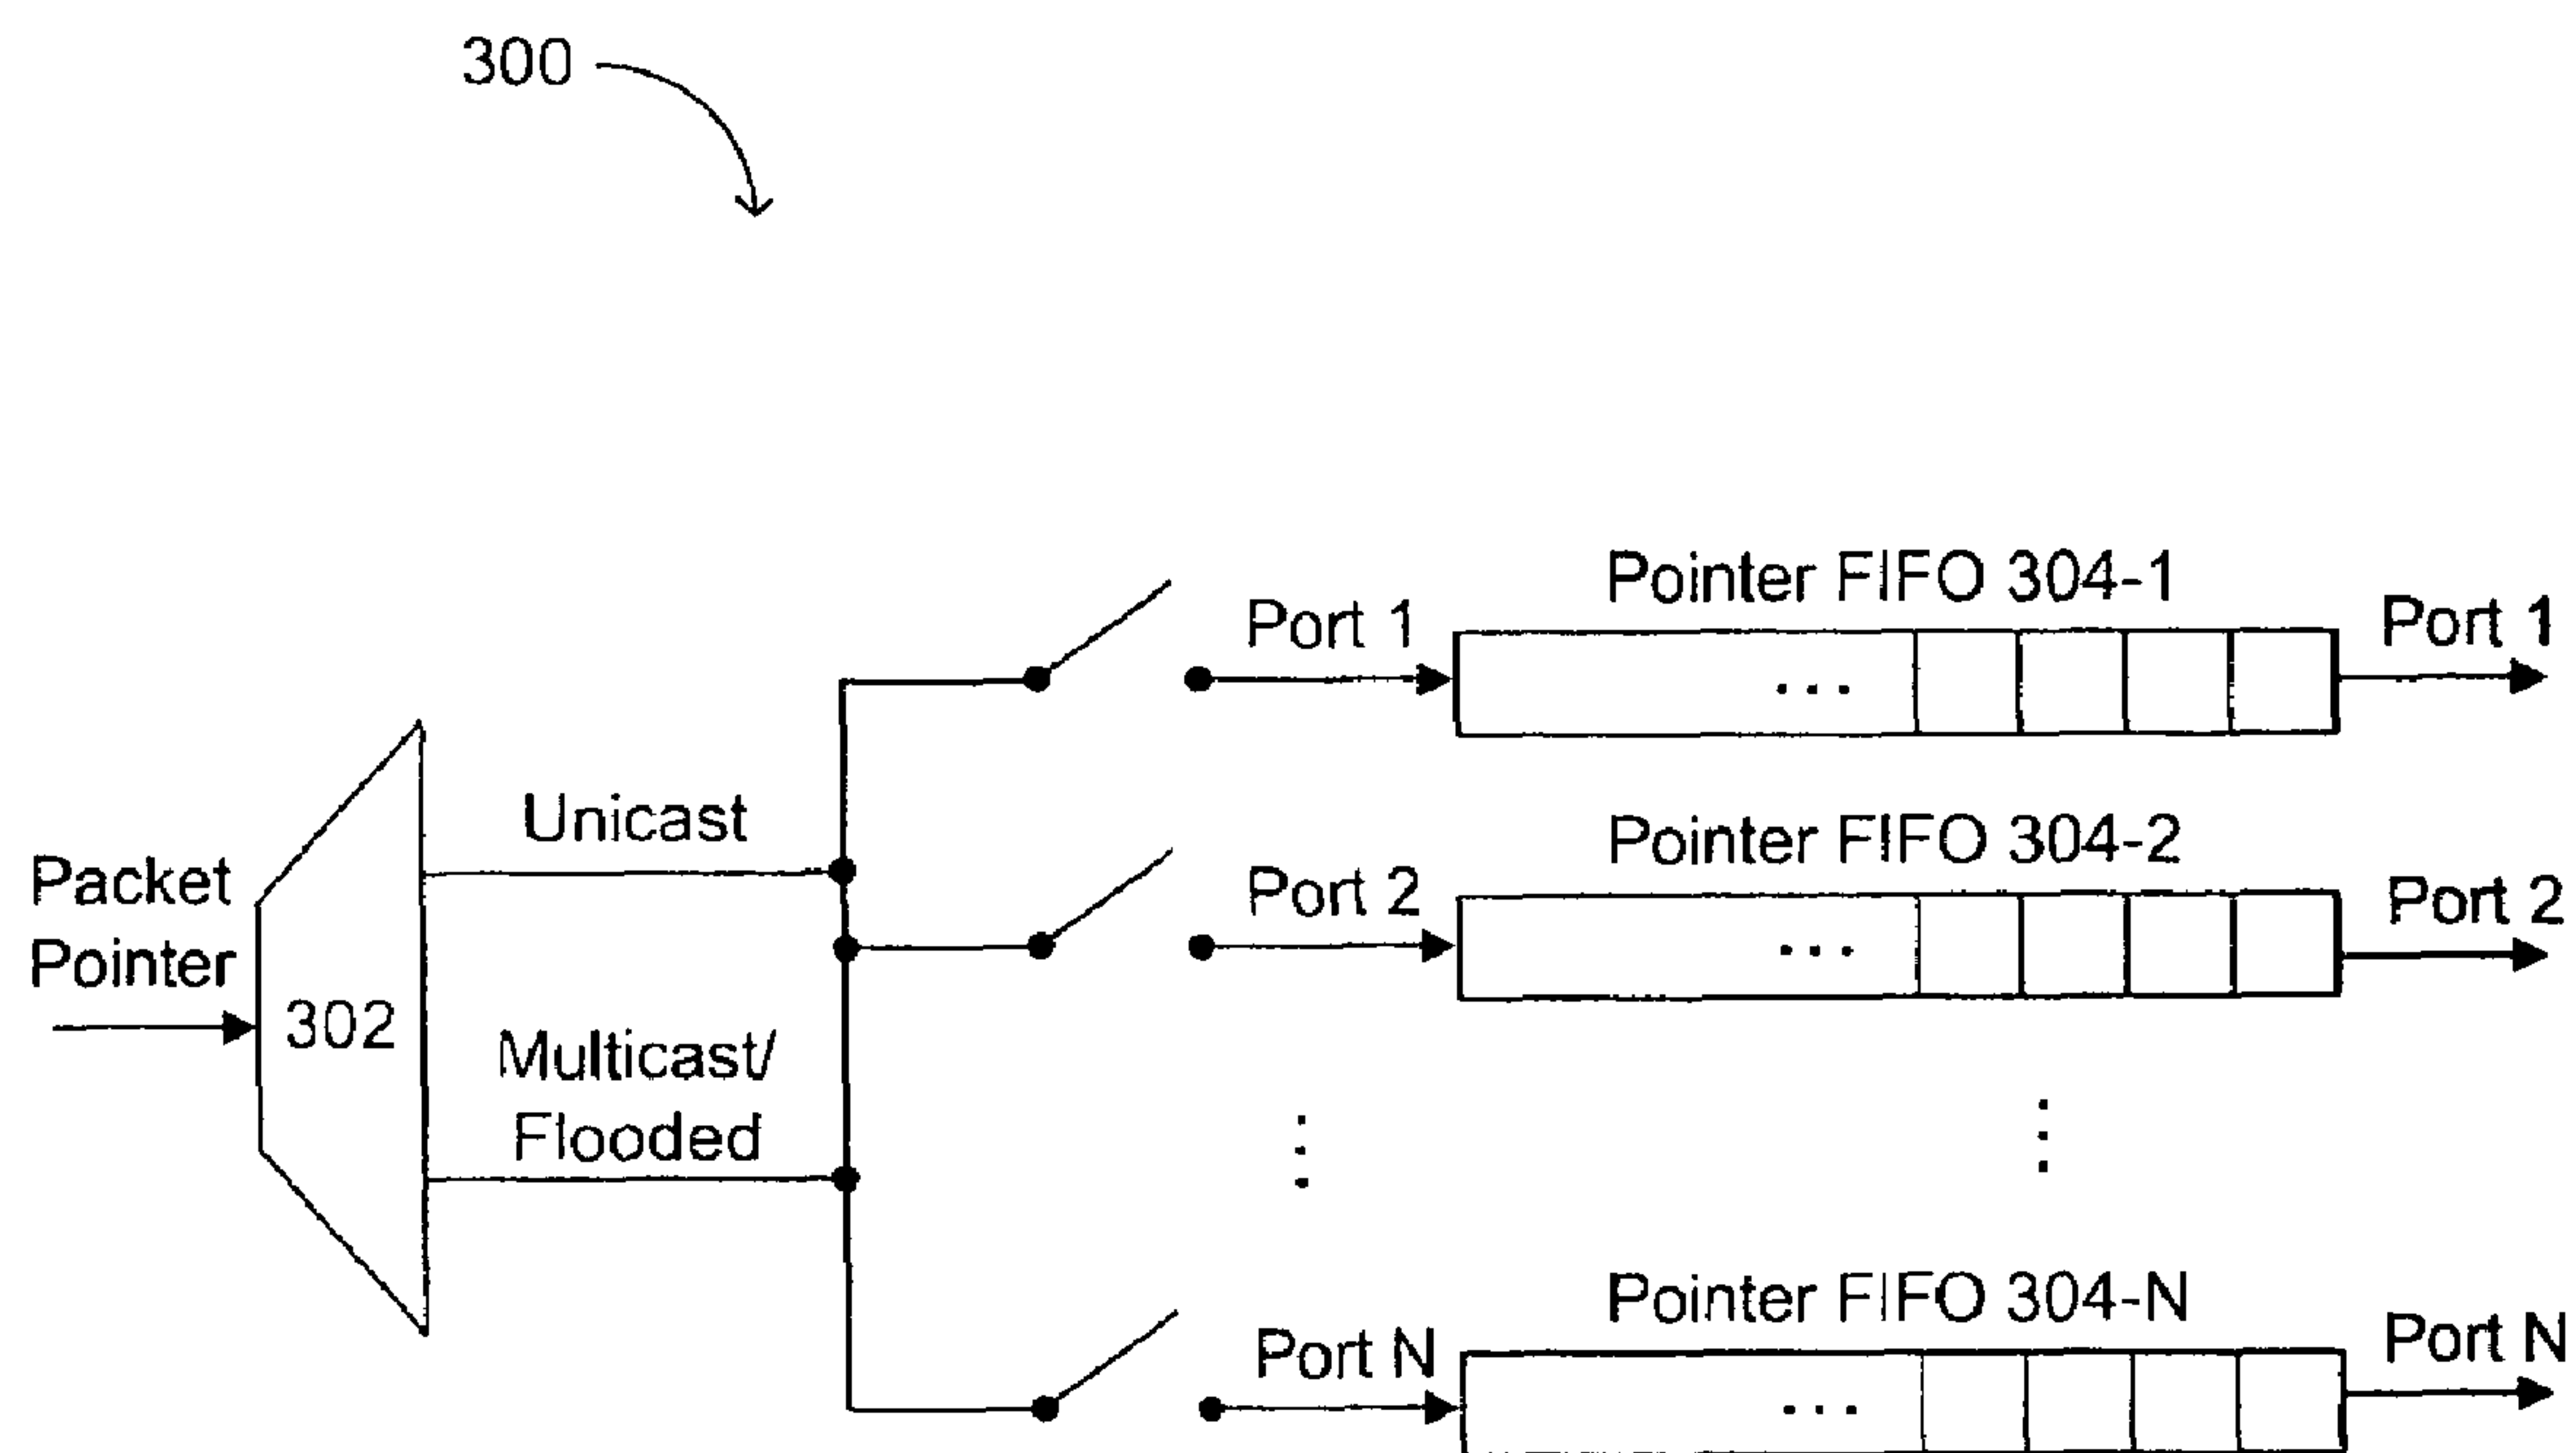 300
Pointer FIFO 304-1
Port 1
Port 1
Unicast
Pointer FIFO 304-2
Port 2
Port 2
Packet
Pointer
302
Multicast/
Flooded
Pointer FIFO 304-N
Port N
Port N